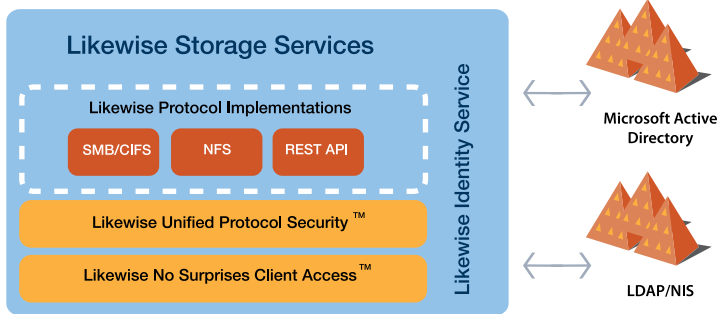 Likewise Storage Services
Likewise Protocol Implementations
SMB/CIFS
NFS
REST API
Likewise Unified Protocol Security™
Likewise No Surprises Client Access™
Likewise Identity Service
Microsoft Active
Directory
LDAP/NIS